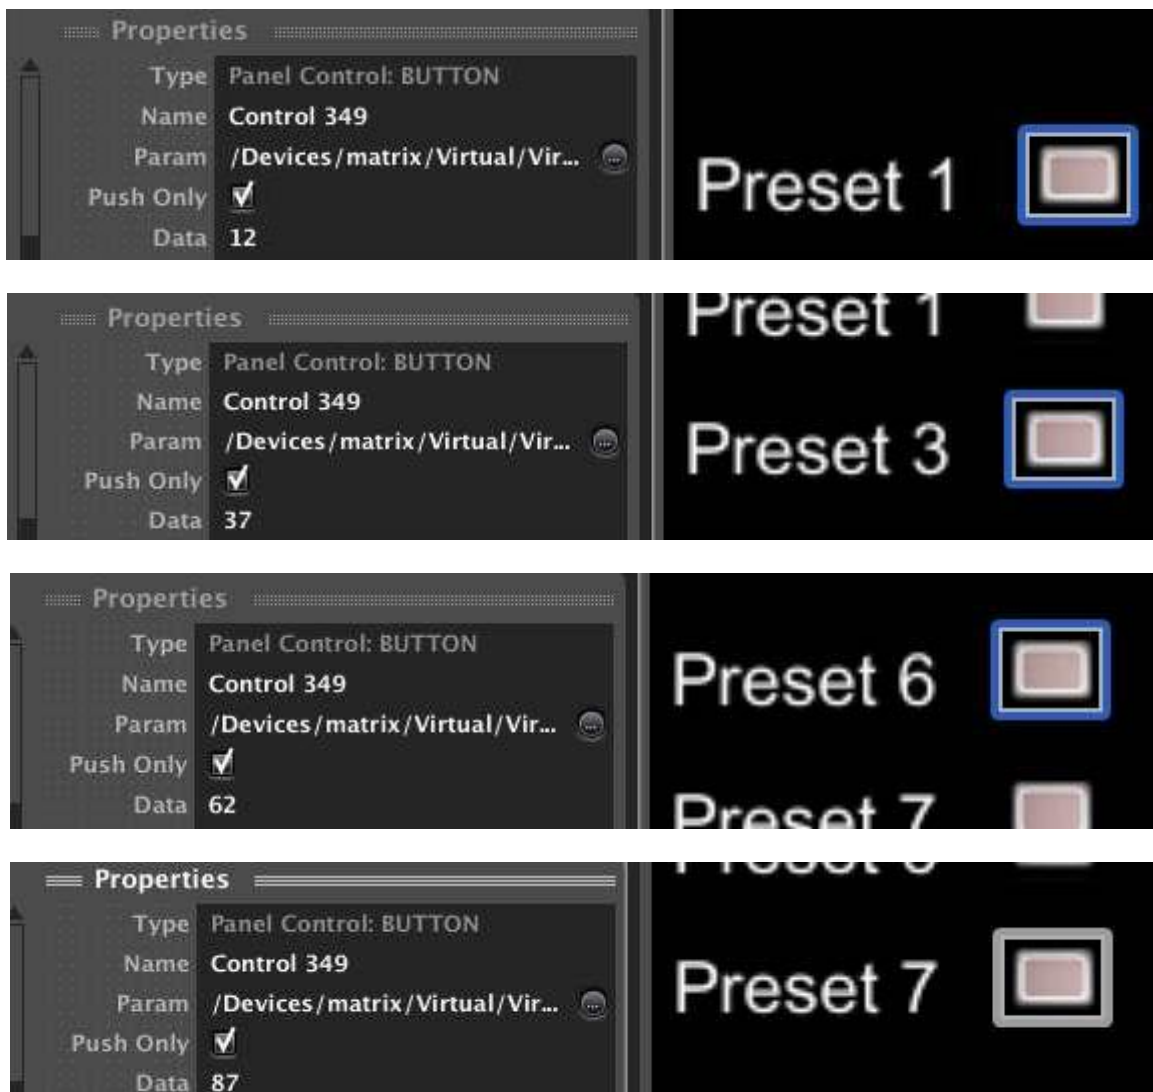 Properties
Type Panel Control: BUTTON
Name Control 349
Param /Devices/matrix/Virtual/Vir...
Push Only
Data 12
Preset 1
Properties
Type Panel Control: BUTTON
Name Control 349
Param /Devices/matrix/Virtual/Vir...
Push Only
Data 37
Preset 1
Preset 3
Properties
Type Panel Control: BUTTON
Name Control 349
Param /Devices/matrix/Virtual/Vir...
Push Only
Data 62
Preset 6
Preset 7
Properties
Type Panel Control: BUTTON
Name Control 349
Param /Devices/matrix/Virtual/Vir...
Push Only
Data 87
Preset 7